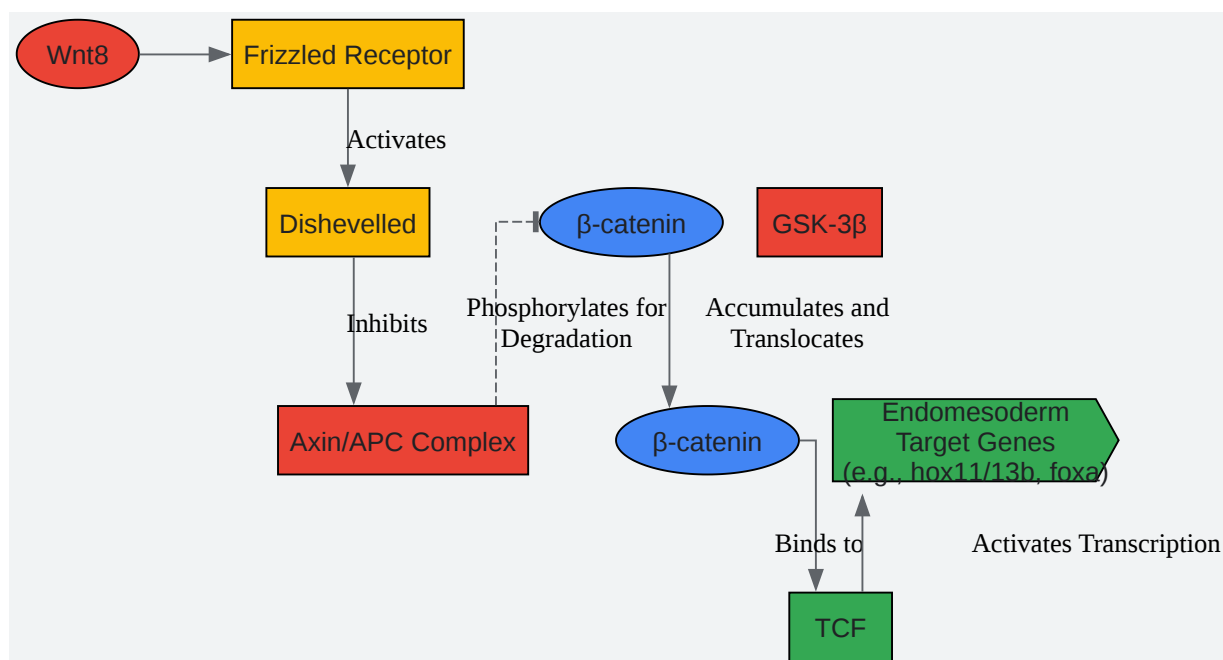 Wnt8
Frizzled Receptor
Activates
Dishevelled
β-catenin
GSK-3β
Inhibits
Phosphorylates for
Degradation
Accumulates and
Translocates
Axin/APC Complex
β-catenin
Endomesoderm
Target Genes
(e.g., hox11/13b, foxa)
Binds to
Activates Transcription
TCF